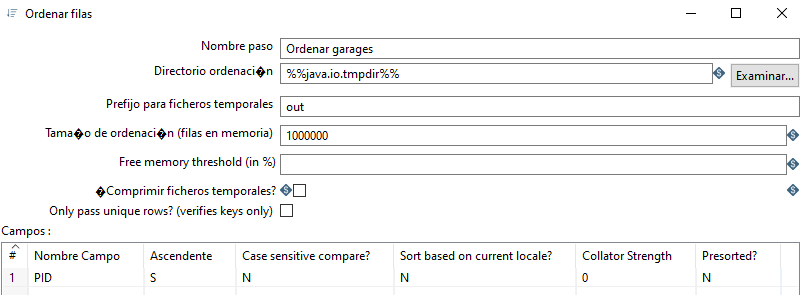 Ordenar filas
Nombre paso Ordenar garages
Directorio ordenaci�n %%java.io.tmpdir%% Examinar...
Prefijo para ficheros temporales out
Tama�o de ordenaci�n (filas en memoria) 1000000
Free memory threshold (in %)
�Comprimir ficheros temporales?
Only pass unique rows? (verifies keys only)
Campos :
# Nombre Campo Ascendente Case sensitive compare? Sort based on current locale? Collator Strength Presorted?
1 PID S N N 0 N